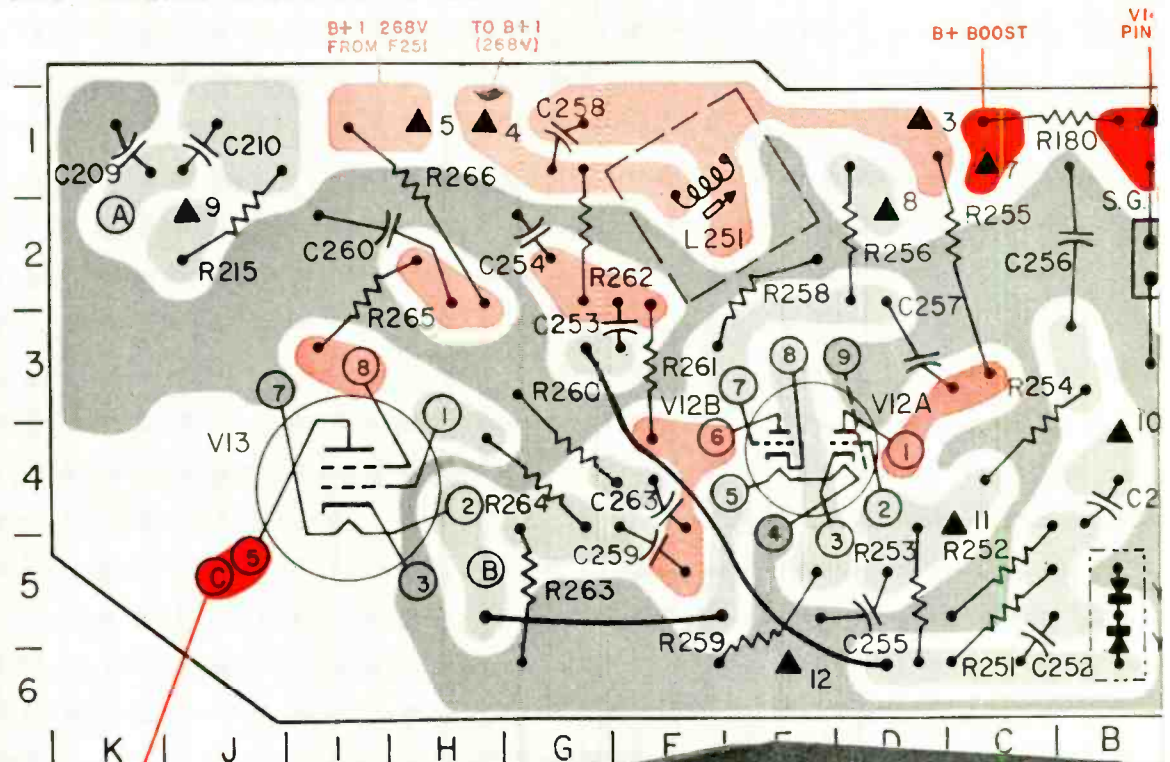 B+1 268V
FROM F251
TO B+1
(268V)
B+ BOOST
PIN
1
2
3
4
5
6
C209
C210
A
9
R215
5
4
C258
R266
C260
C254
R262
L251
3
8
R256
R255
7
R180
S.G.
C256
R265
C253
R258
C257
R261
R260
V12B
V12A
R254
10
V13
7
8
1
2
3
5
C
7
8
9
6
5
4
3
2
1
R264
C263
C259
B
R263
R259
12
C255
R253
11
R252
R251
C252
K
J
I
H
G
F
D
C
B